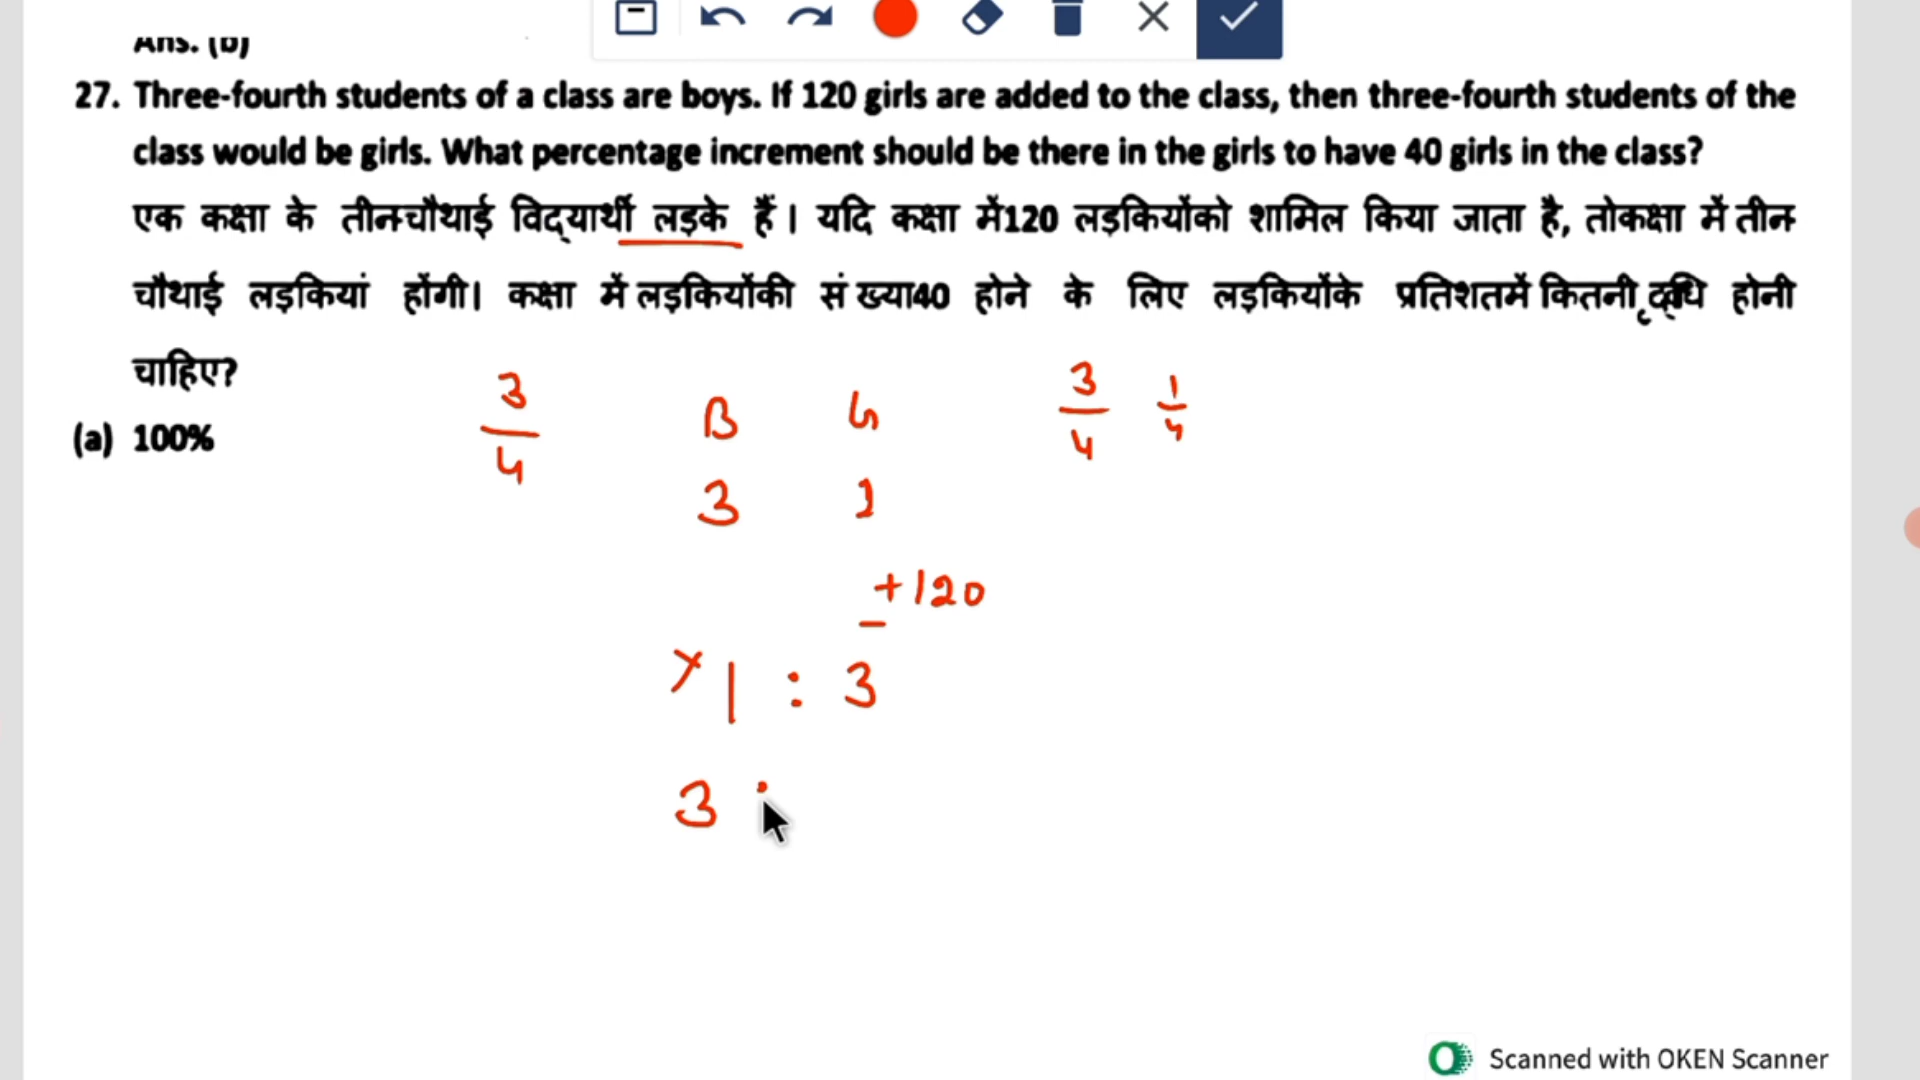 Ans. (b)
27. Three-fourth students of a class are boys. If 120 girls are added to the class, then three-fourth students of the
class would be girls. What percentage increment should be there in the girls to have 40 girls in the class?
एक कक्षा के तीनचौथाई विद्यार्थी लड़के हैं। यदि कक्षा में120 लड़कियोंको शामिल किया जाता है, तोकक्षा में तीन
चौथाई लड़कियां होंगी। कक्षा में लड़कियोंकी सं ख्या40 होने के लिए लड़कियोंके प्रतिशतमें कितनी होनी
चाहिए?
3/4 B G 3/4 1/4
(a) 100%
3 1
+120
1 : 3
3 :
Scanned with OKEN Scanner